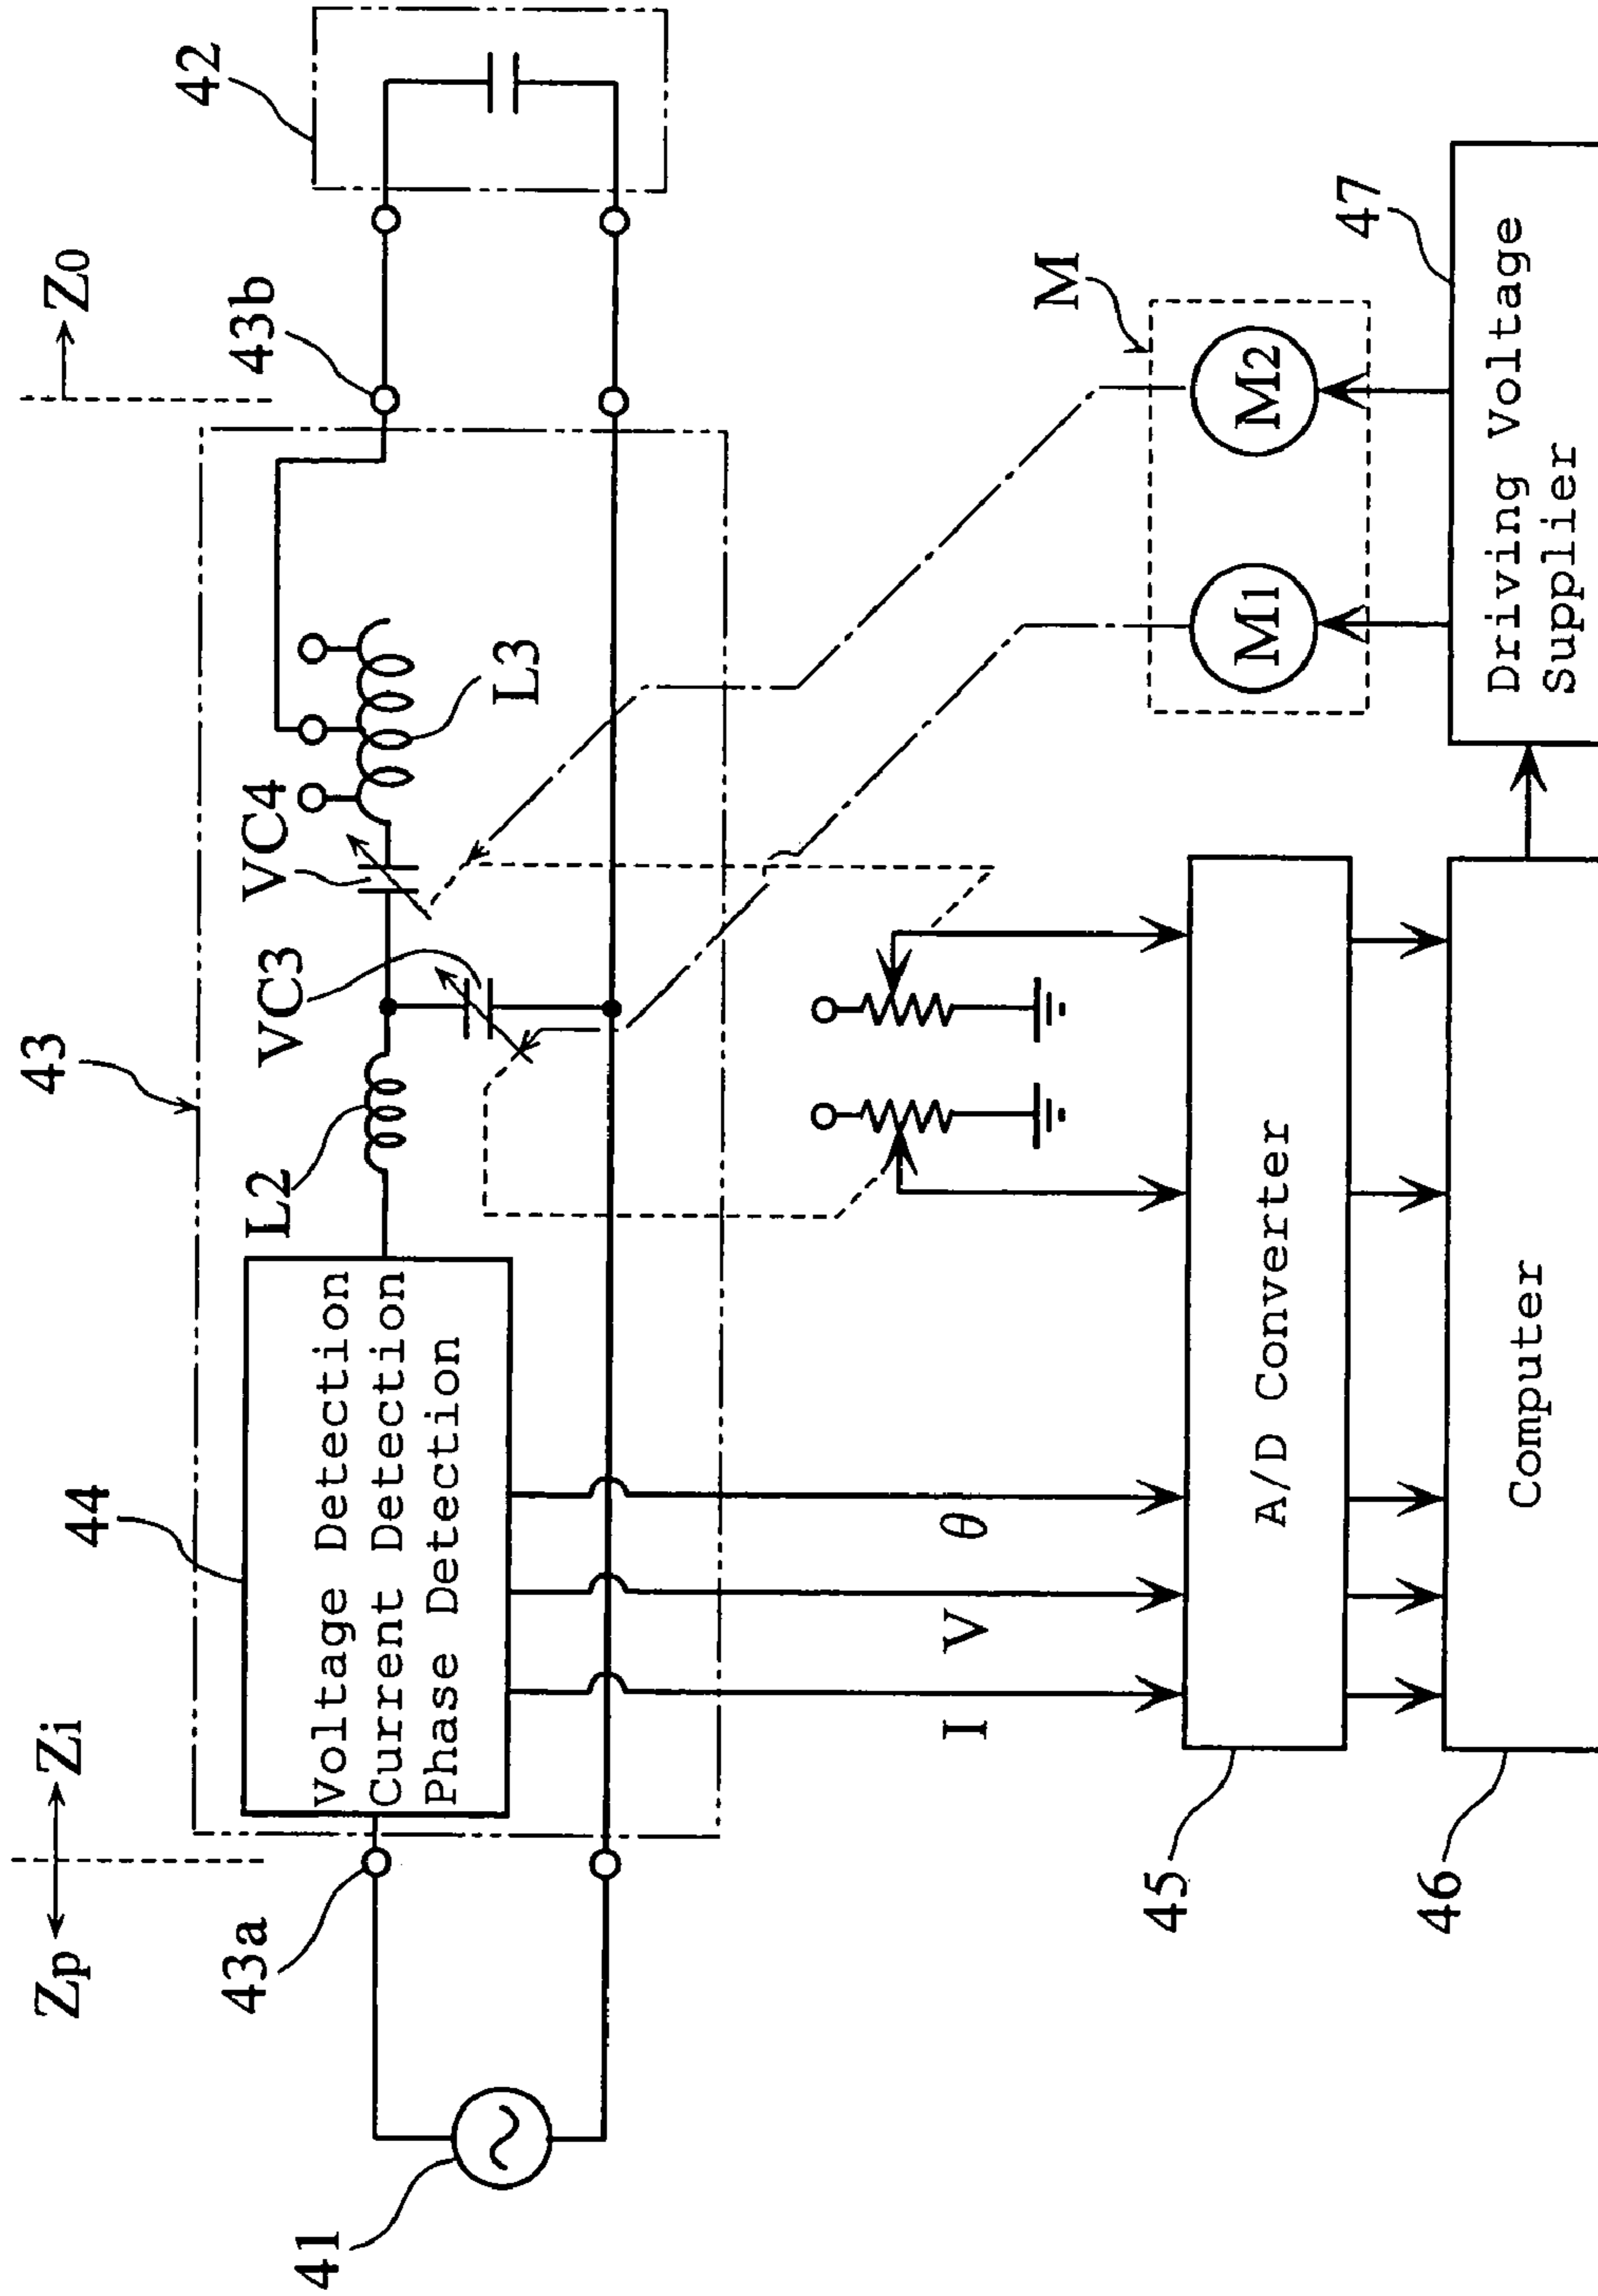 Zp
Zi
Z0
43
43a
44
L2
VC3
VC4
L3
43b
42
Voltage Detection
Current Detection
Phase Detection
41
I
V
θ
M
M1
M2
45
A/D Converter
47
Driving Voltage
Supplier
46
Computer